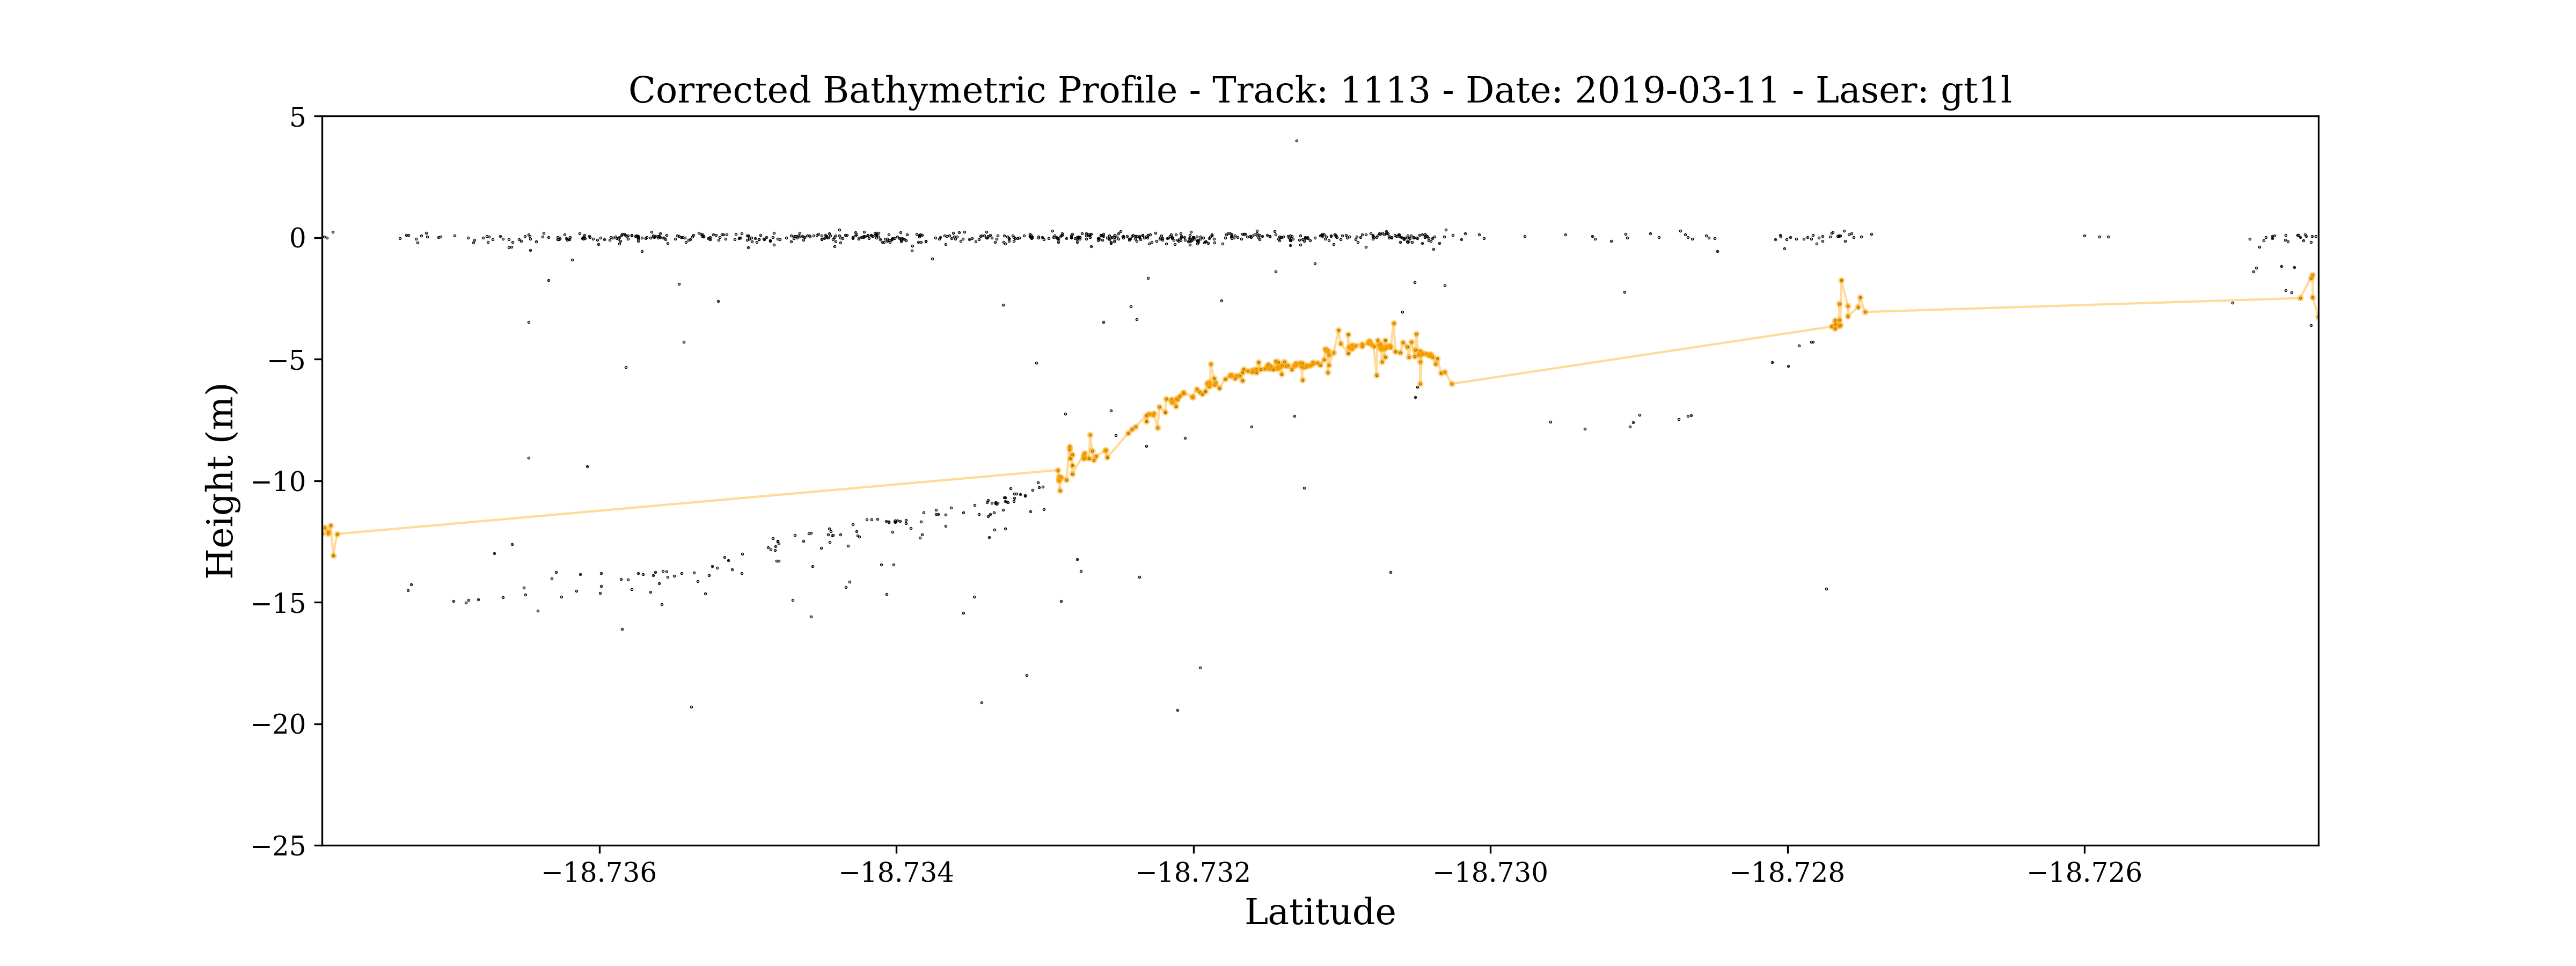 Corrected Bathymetric Profile - Track: 1113 - Date: 2019-03-11 - Laser: gt1l
5
0
−5
−10
−15
−20
−25
Height (m)
−18.736 −18.734 −18.732 −18.730 −18.728 −18.726
Latitude